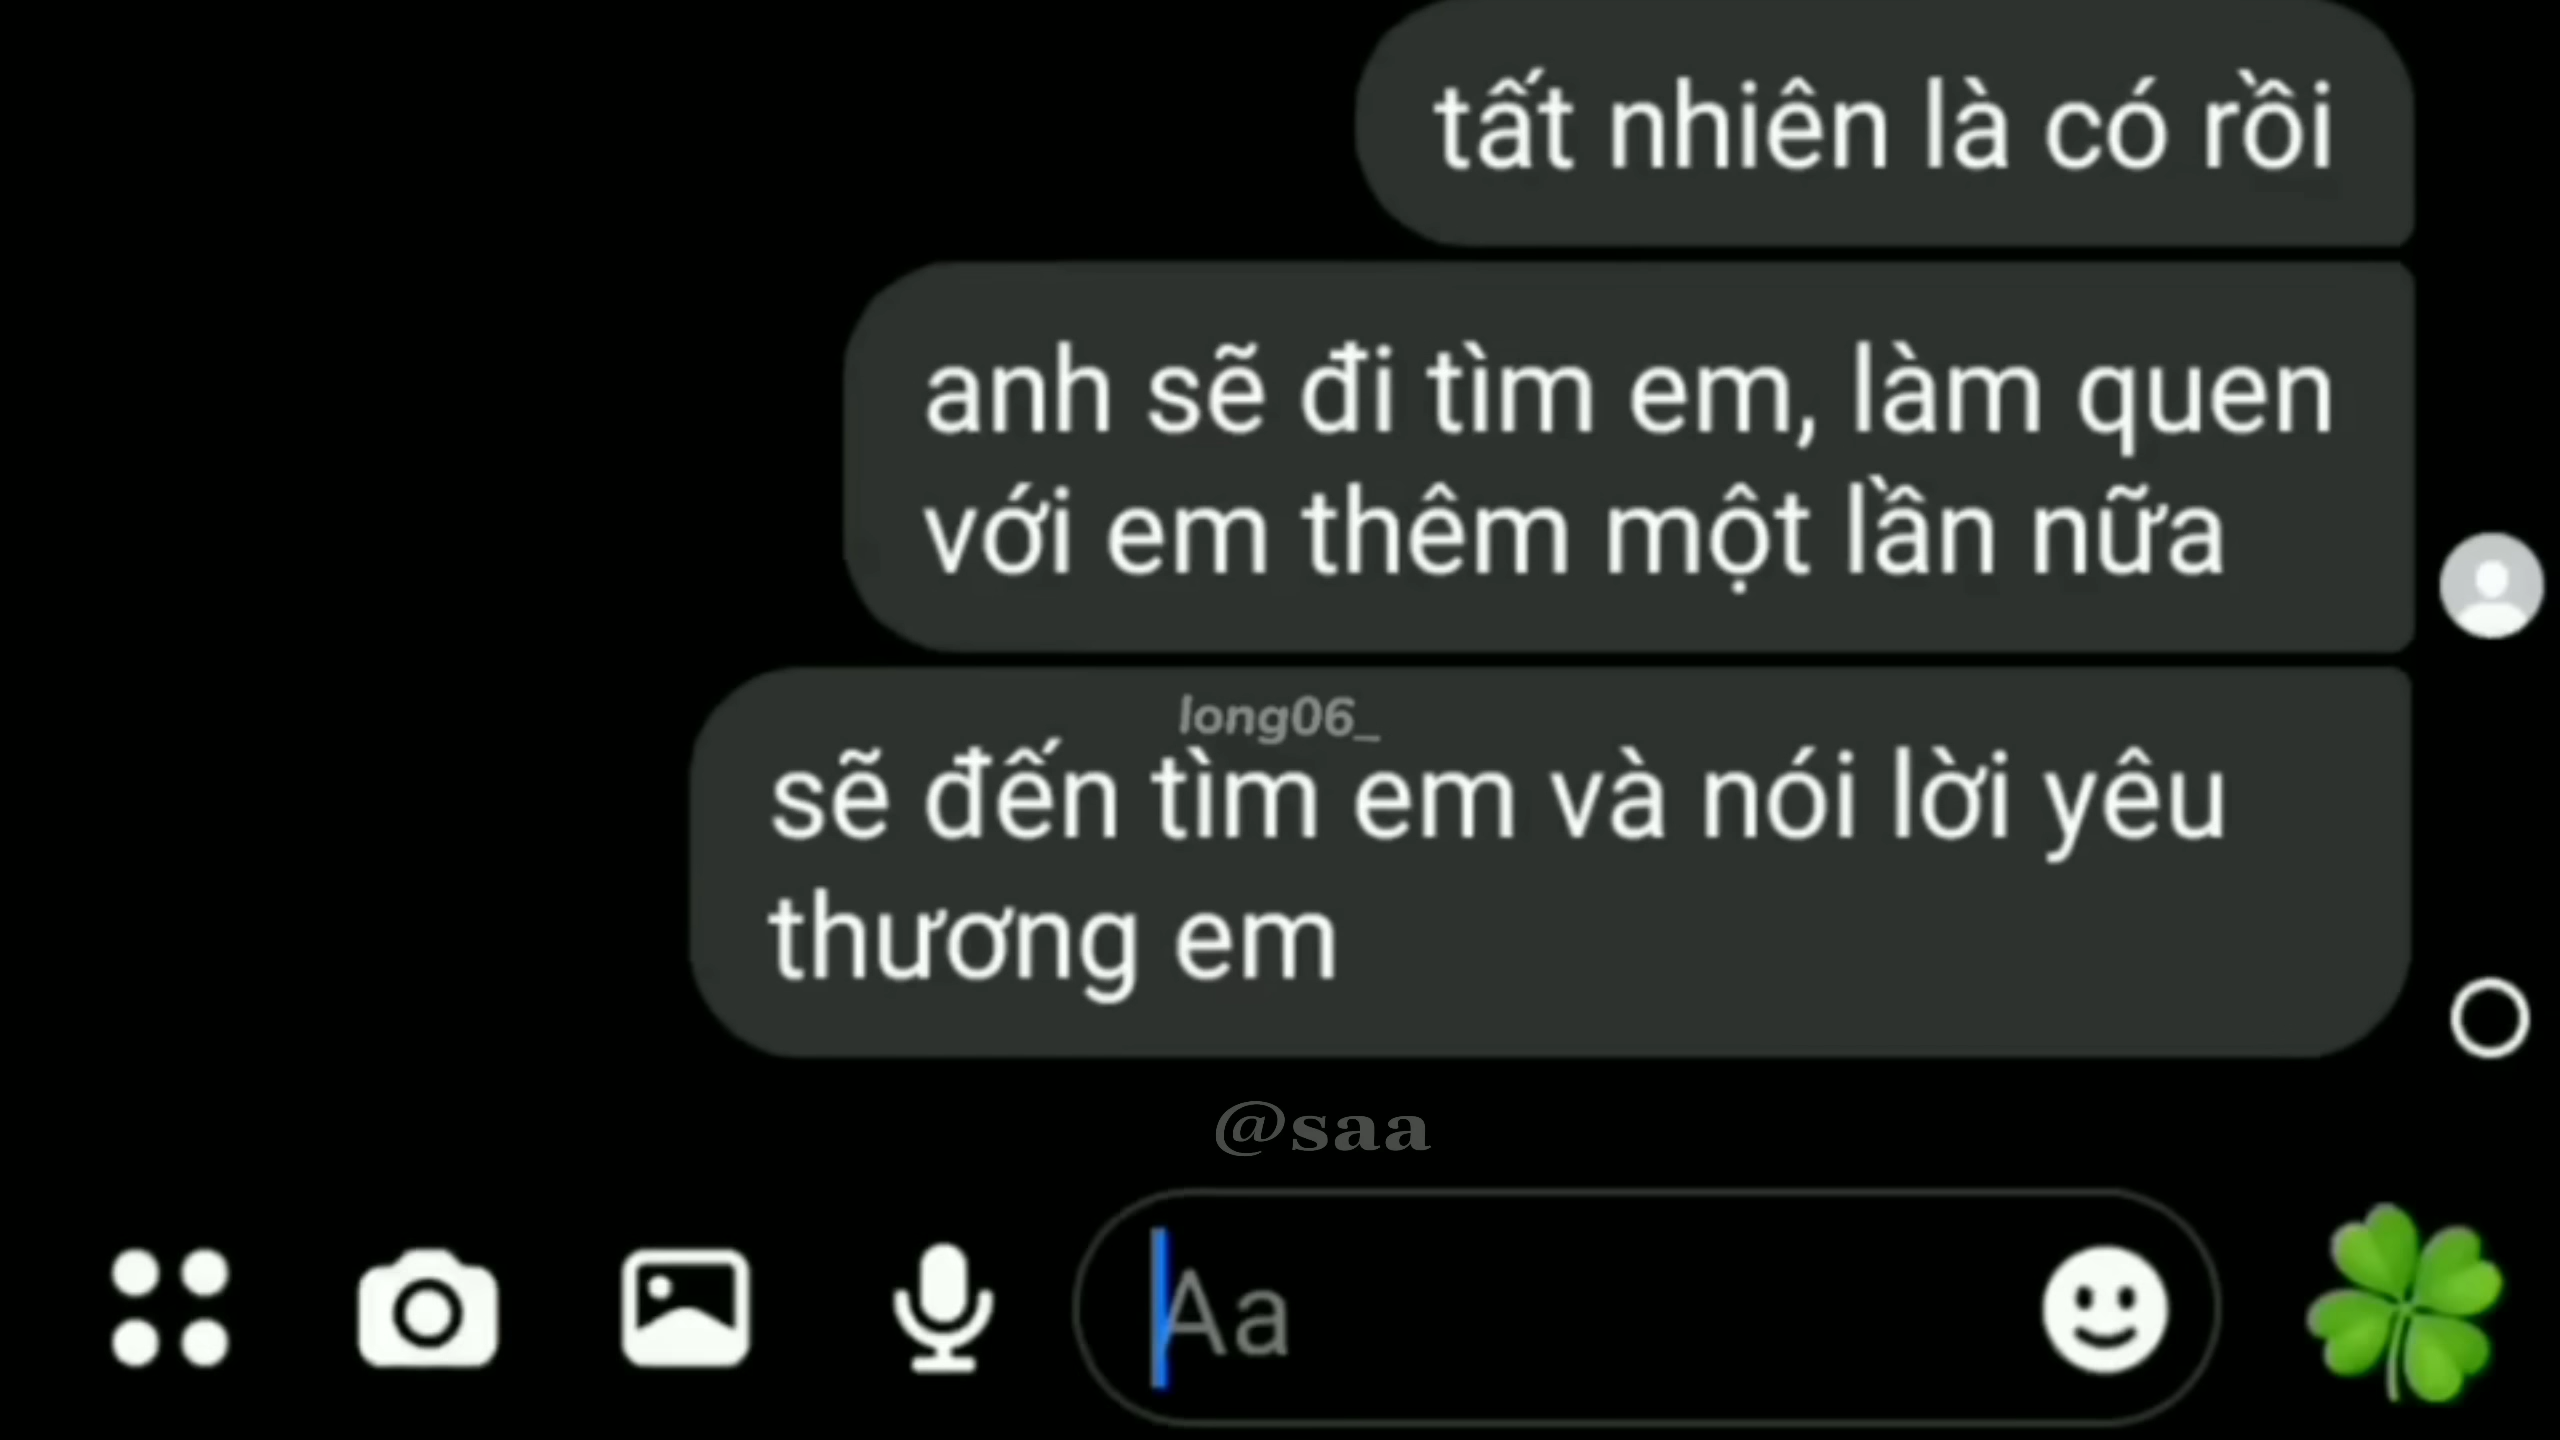 tất nhiên là có rồi
anh sẽ đi tìm em, làm quen
với em thêm một lần nữa
long06_
sẽ đến tìm em và nói lời yêu
thương em
@saa
Aa